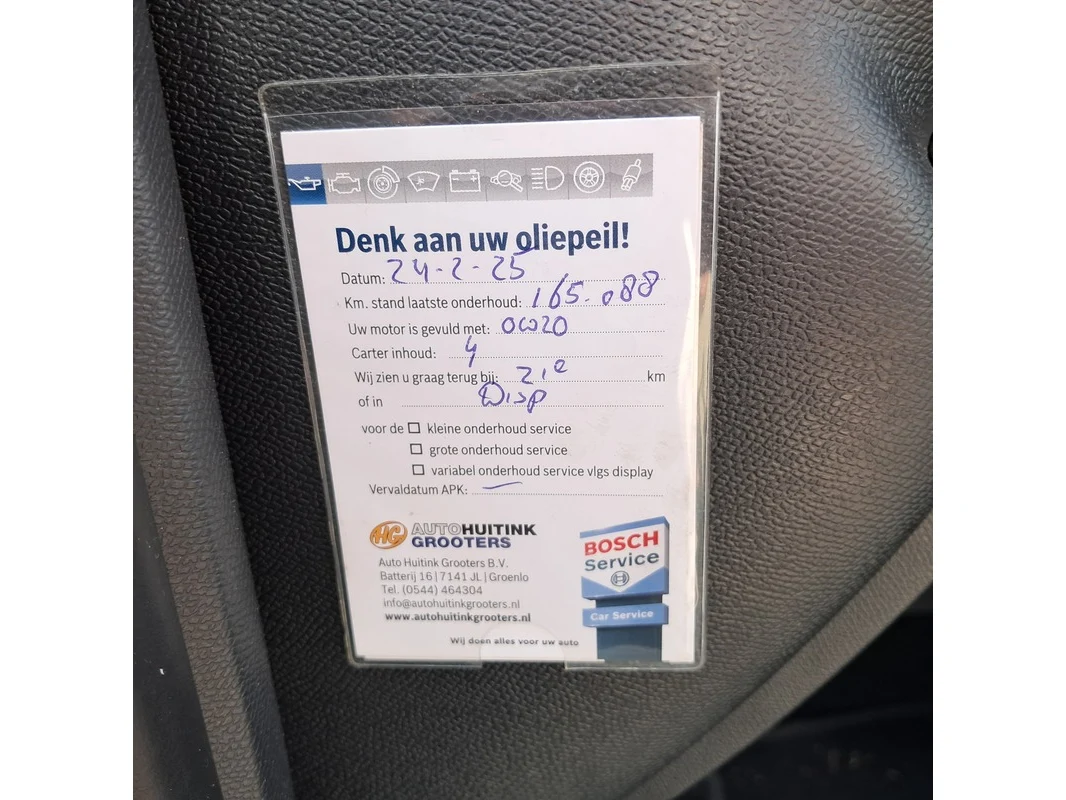 Denk aan uw oliepeil!
Datum: 24-2-25
Km. stand laatste onderhoud: 165.088
Uw motor is gevuld met: 0W20
Carter inhoud: 4
Wij zien u graag terug bij: zie km
of in Disp
voor de kleine onderhoud service
grote onderhoud service
variabel onderhoud service vlgs display
Vervaldatum APK: —
HG AUTO HUITINK
GROOTERS
Auto Huitink Grooters B.V.
Batterij 16 | 7141 JL | Groenlo
Tel. (0544) 464304
info@autohuitinkgrooters.nl
www.autohuitinkgrooters.nl
Wij doen alles voor uw auto
BOSCH
Service
Car Service